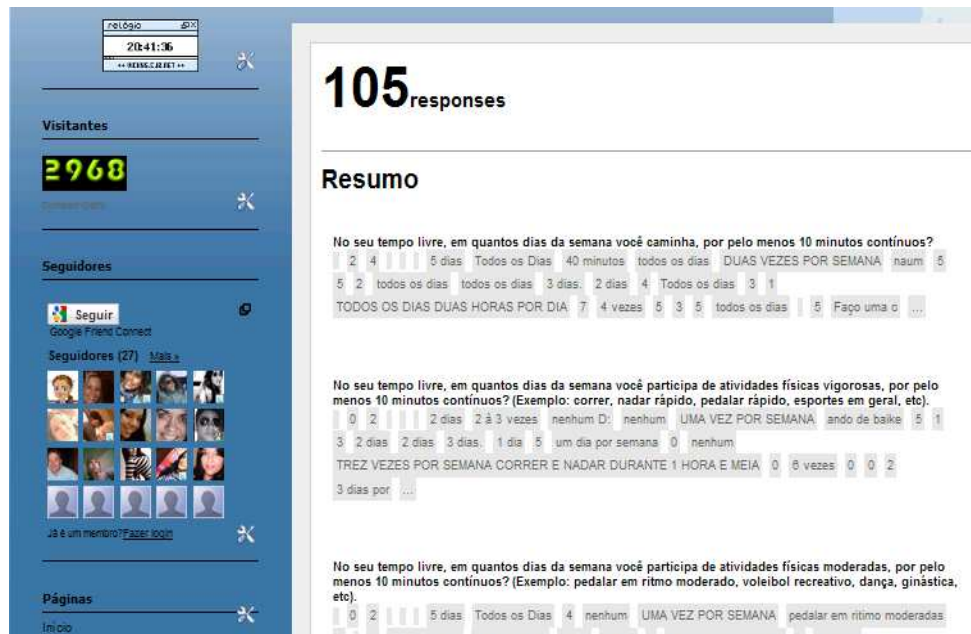 relógio
20:41:36
Visitantes
2968
Seguidores
Seguir
Google Friend Connect
Seguidores (27) Mais »
Já é um membro? Fazer login
Páginas
Início
105 responses
Resumo
No seu tempo livre, em quantos dias da semana você caminha, por pelo menos 10 minutos contínuos?
2 4 5 dias Todos os Dias 40 minutos todos os dias DUAS VEZES POR SEMANA naum 5
5 2 todos os dias todos os dias 3 dias. 2 dias 4 Todos os dias 3 1
TODOS OS DIAS DUAS HORAS POR DIA 7 4 vezes 5 3 5 todos os dias 5 Faço uma o ...
No seu tempo livre, em quantos dias da semana você participa de atividades físicas vigorosas, por pelo
menos 10 minutos contínuos? (Exemplo: correr, nadar rápido, pedalar rápido, esportes em geral, etc).
0 2 2 dias 2 à 3 vezes nenhum D: nenhum UMA VEZ POR SEMANA ando de baike 5 1
3 2 dias 2 dias 3 dias. 1 dia 5 um dia por semana 0 nenhum
TREZ VEZES POR SEMANA CORRER E NADAR DURANTE 1 HORA E MEIA 0 6 vezes 0 0 2
3 dias por ...
No seu tempo livre, em quantos dias da semana você participa de atividades físicas moderadas, por pelo
menos 10 minutos contínuos? (Exemplo: pedalar em ritmo moderado, voleibol recreativo, dança, ginástica,
etc).
0 2 5 dias Todos os Dias 4 nenhum UMA VEZ POR SEMANA pedalar em ritimo moderadas